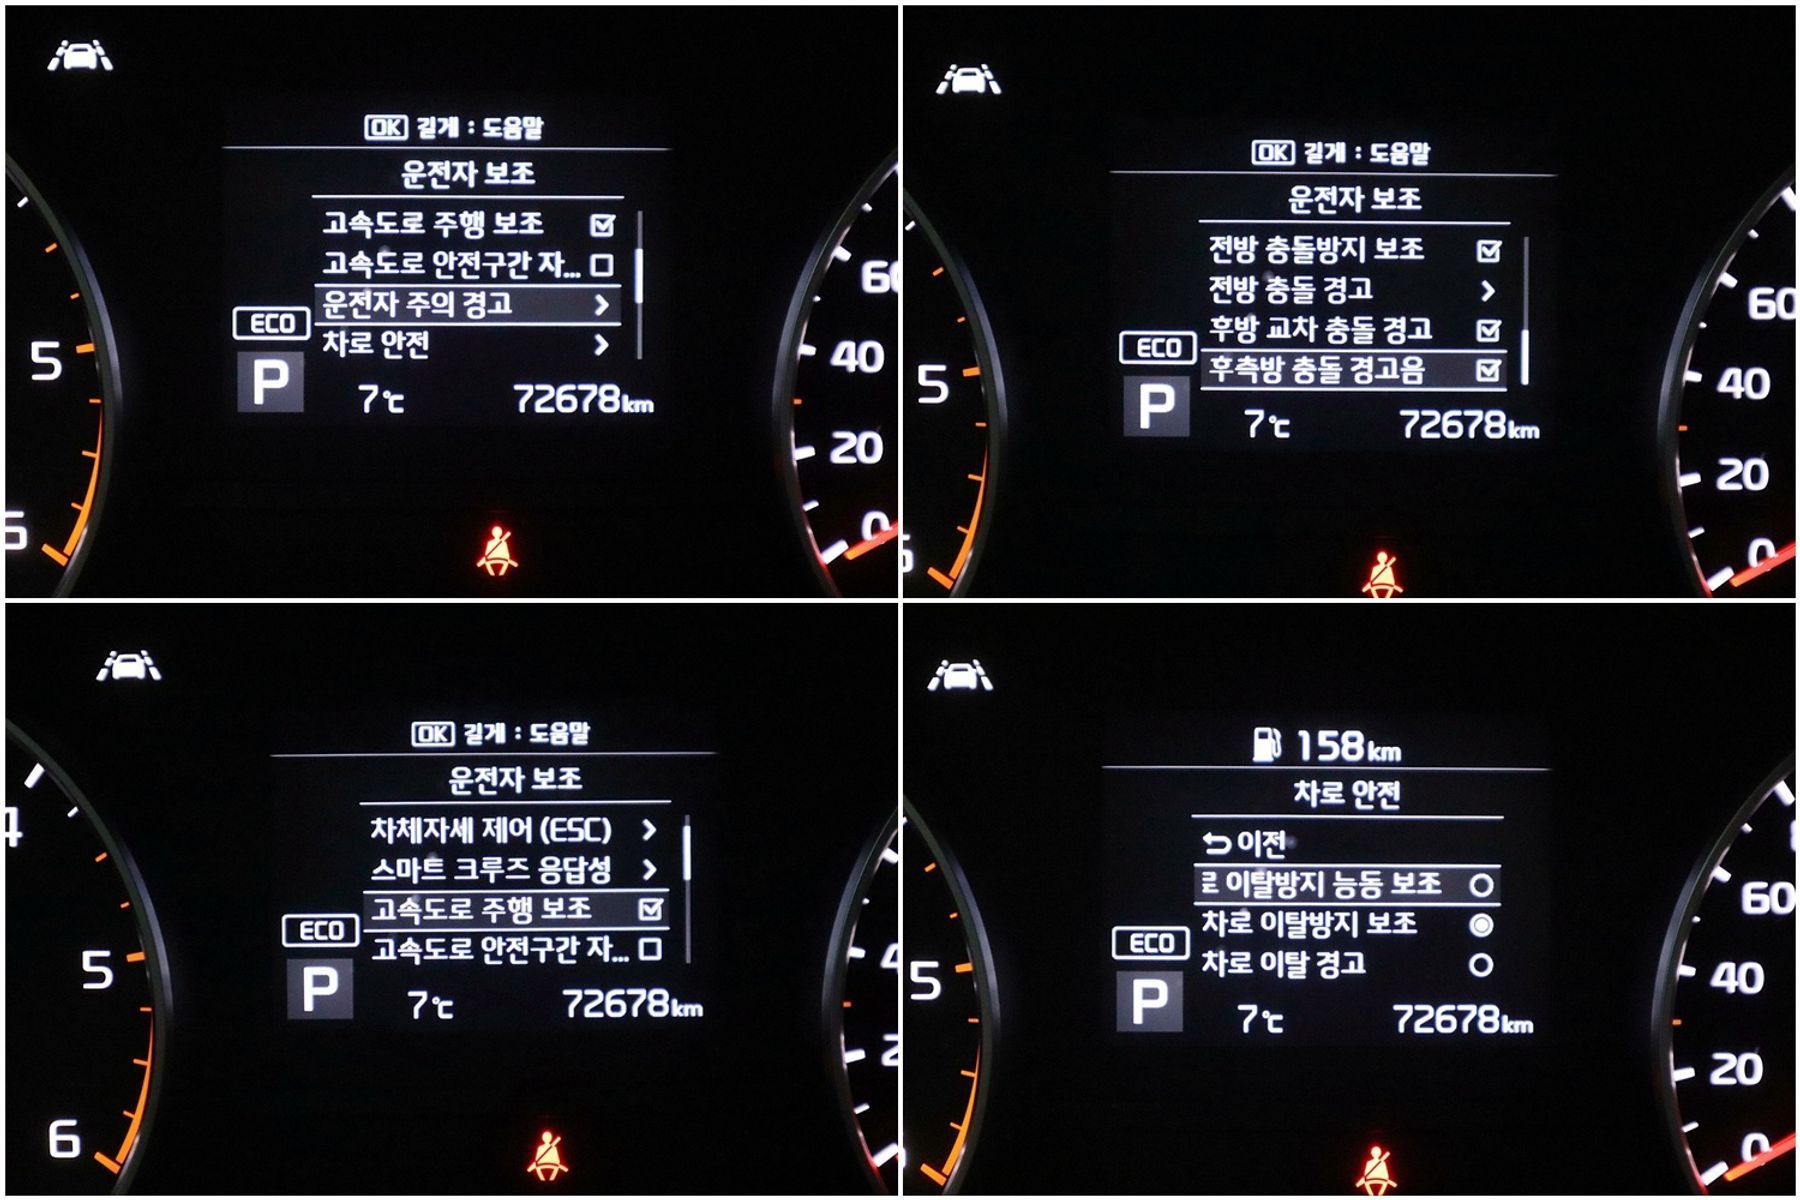 OK 길게 : 도움말
운전자 보조
고속도로 주행 보조
고속도로 안전구간 자...
운전자 주의 경고
차로 안전
ECO
P
7℃ 72678km
5
6
60
40
20
0
OK 길게 : 도움말
운전자 보조
전방 충돌방지 보조
전방 충돌 경고
후방 교차 충돌 경고
후측방 충돌 경고음
ECO
P
7℃ 72678km
5
6
60
40
20
0
OK 길게 : 도움말
운전자 보조
차체자세 제어 (ESC)
스마트 크루즈 응답성
고속도로 주행 보조
고속도로 안전구간 자...
ECO
P
7℃ 72678km
4
5
6
4
2
158km
차로 안전
이전
로 이탈방지 능동 보조
차로 이탈방지 보조
차로 이탈 경고
ECO
P
7℃ 72678km
5
60
40
20
0